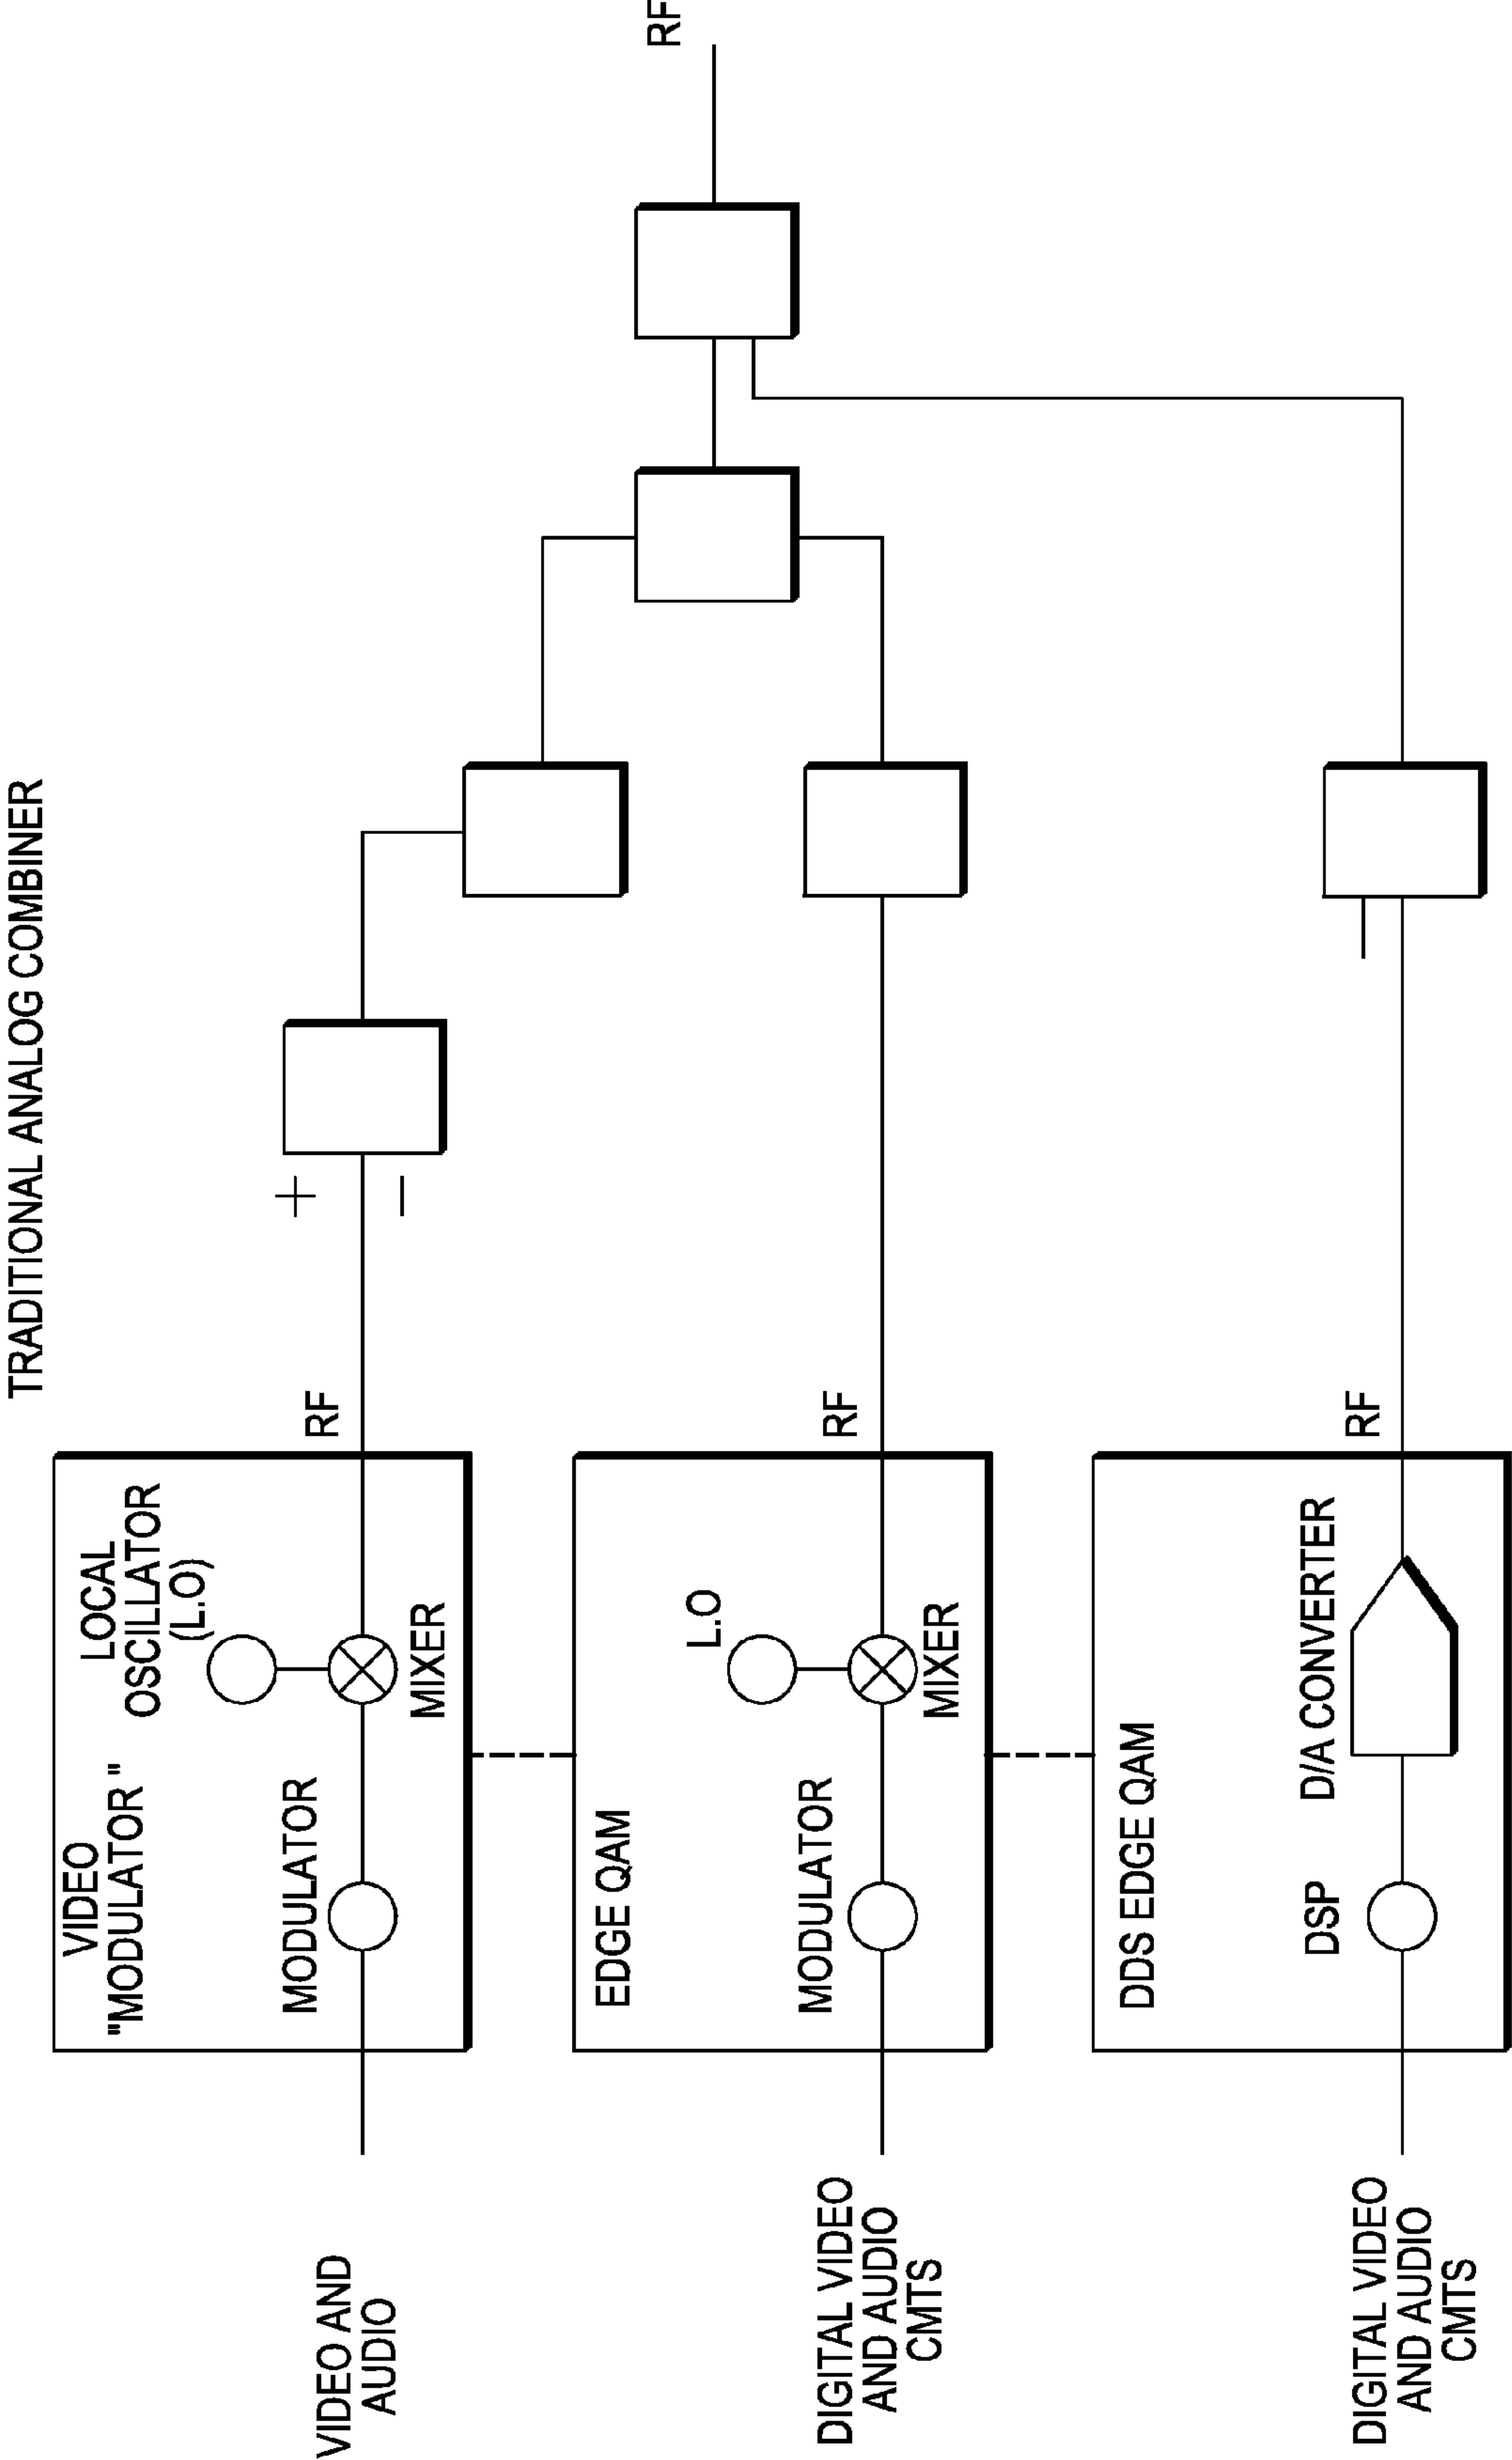 TRADITIONAL ANALOG COMBINER
VIDEO
"MODULATOR"
LOCAL
OSCILLATOR
(L.O)
MODULATOR
MIXER
VIDEO AND
AUDIO
RF
+
−
EDGE QAM
L.O
MODULATOR
MIXER
DIGITAL VIDEO
AND AUDIO
CMTS
RF
RF
DDS EDGE QAM
DSP
D/A CONVERTER
DIGITAL VIDEO
AND AUDIO
CMTS
RF